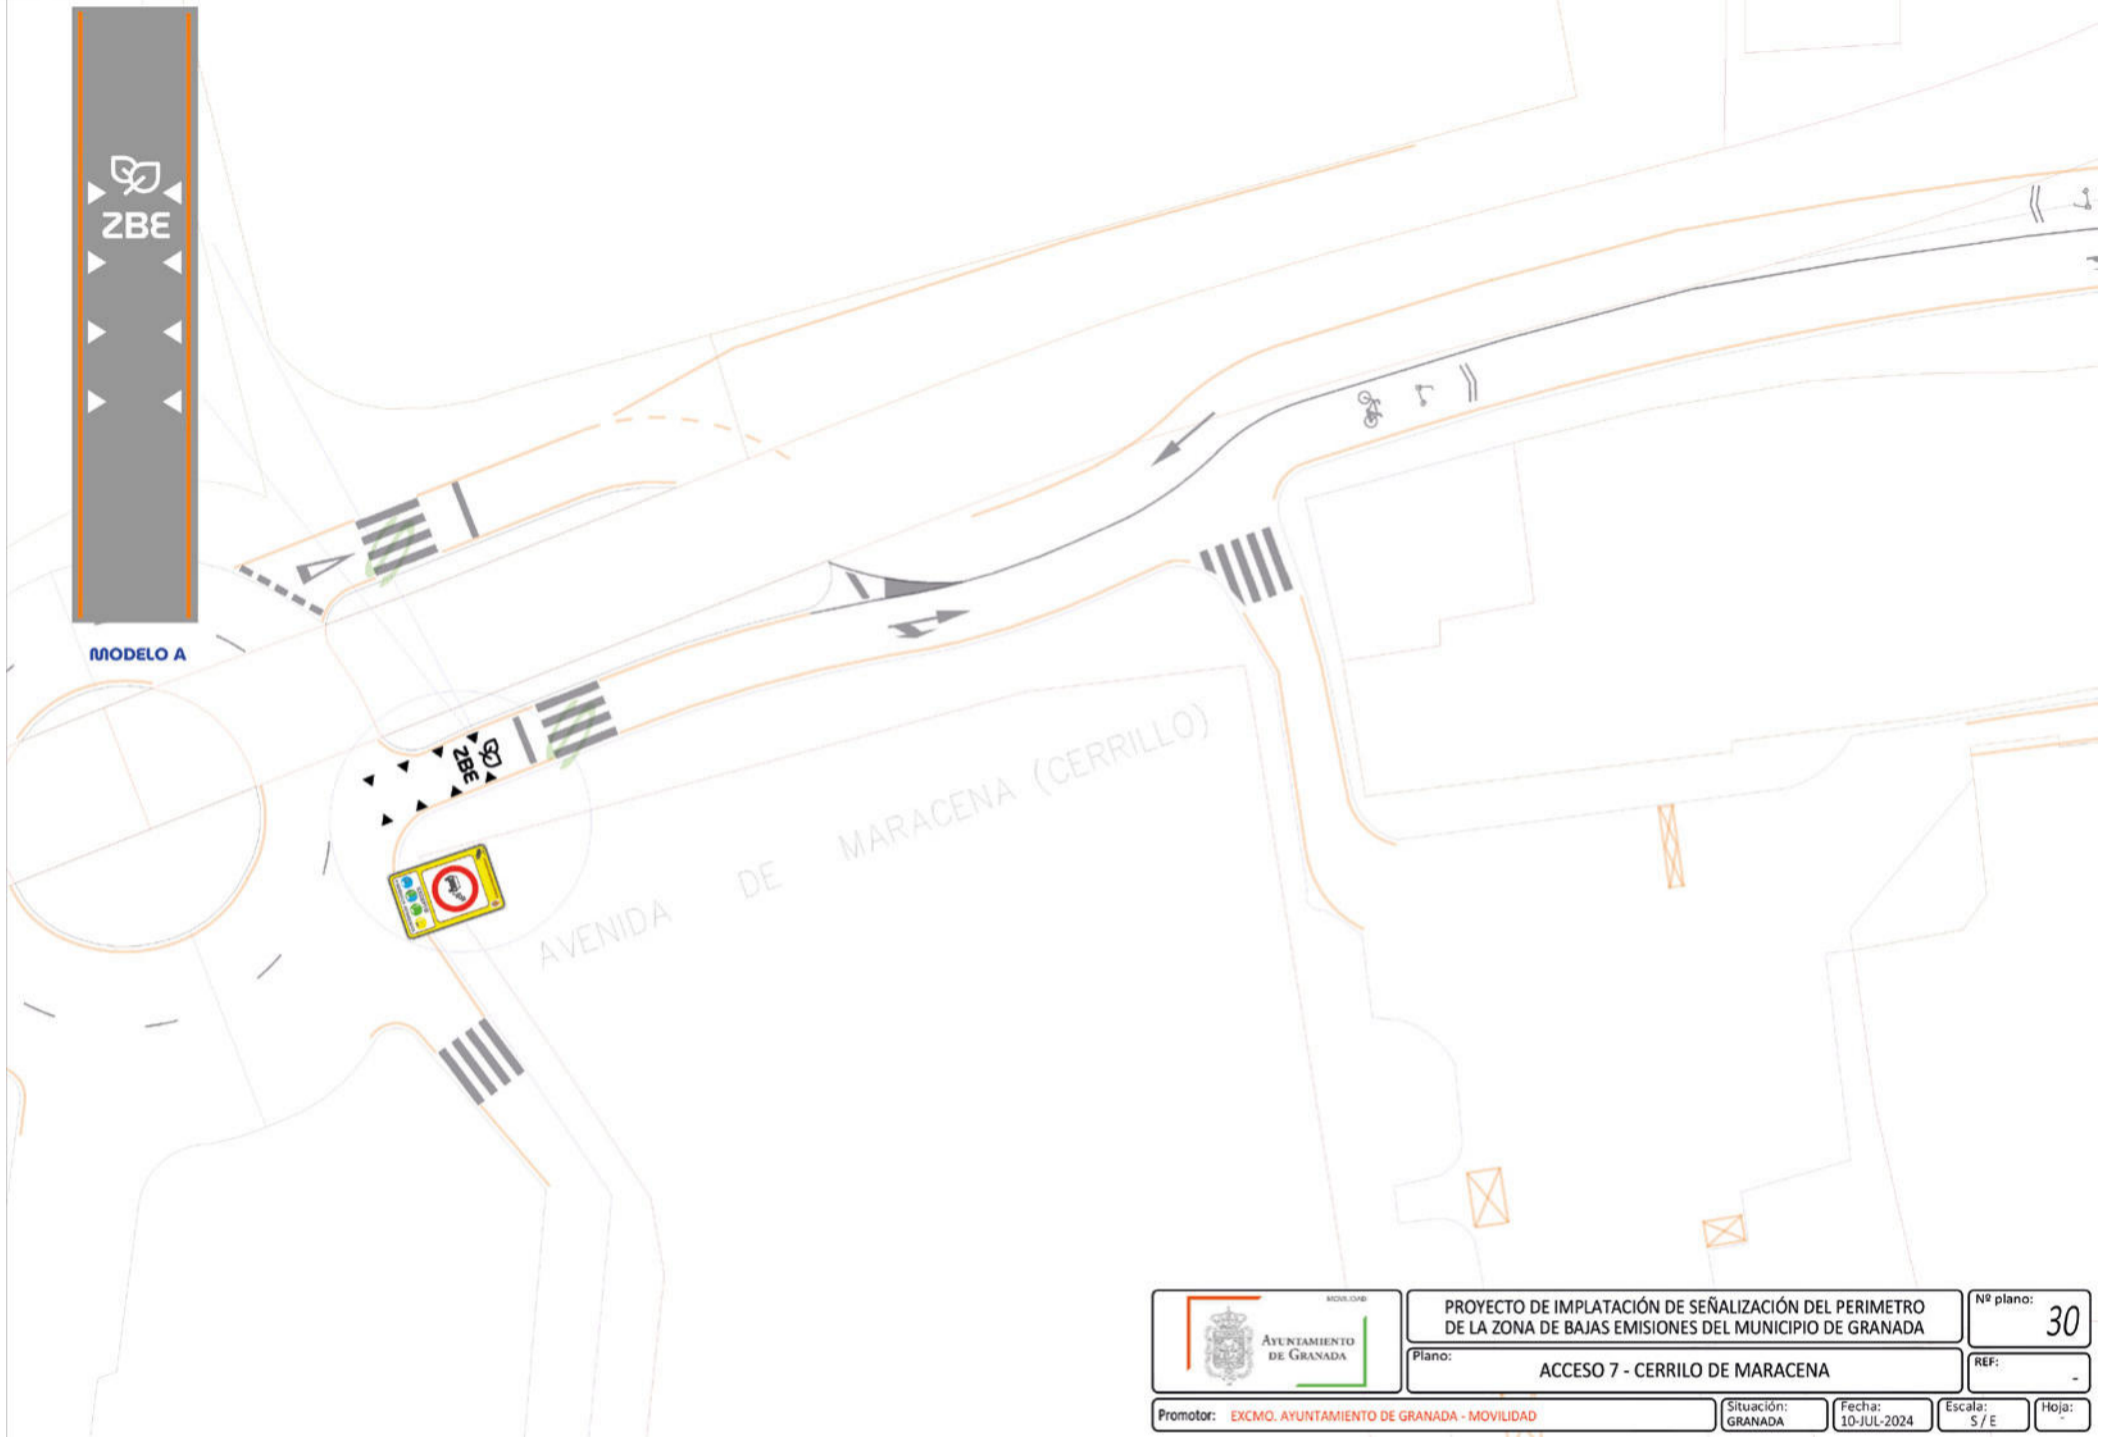 ZBE
MODELO A
ZBE
AVENIDA DE MARACENA (CERRILLO)
MOVILIDAD
AYUNTAMIENTO
DE GRANADA
PROYECTO DE IMPLATACIÓN DE SEÑALIZACIÓN DEL PERIMETRO
DE LA ZONA DE BAJAS EMISIONES DEL MUNICIPIO DE GRANADA
Nº plano:
30
Plano:
ACCESO 7 - CERRILO DE MARACENA
REF:
-
Promotor: EXCMO. AYUNTAMIENTO DE GRANADA - MOVILIDAD
Situación:
GRANADA
Fecha:
10-JUL-2024
Escala:
S / E
Hoja:
-